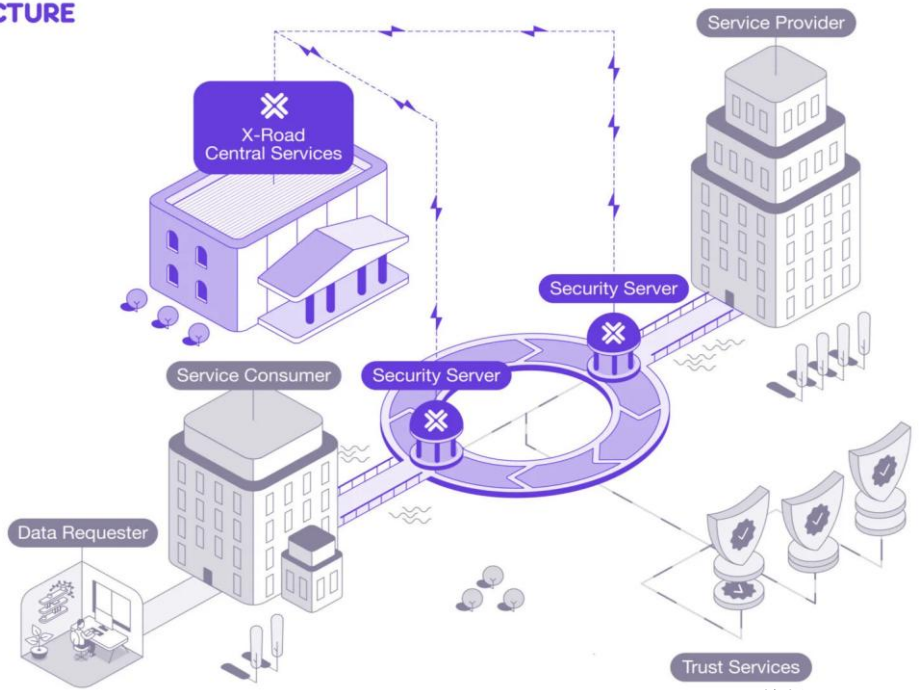 CTURE
Service Provider
X-Road
Central Services
Security Server
Service Consumer
Security Server
Data Requester
Trust Services